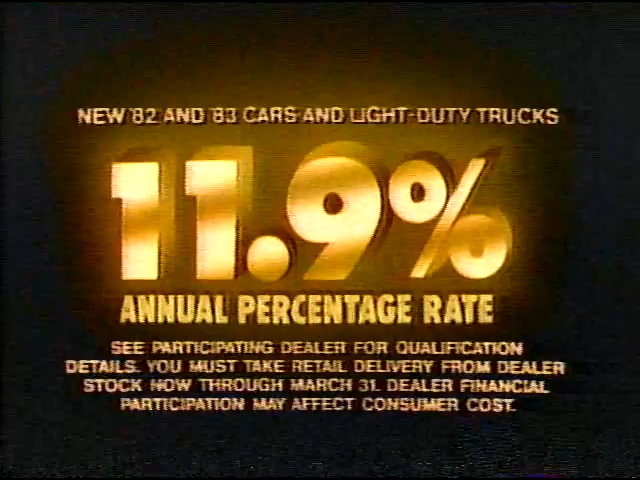 NEW '82 AND '83 CARS AND LIGHT-DUTY TRUCKS
11.9%
ANNUAL PERCENTAGE RATE
SEE PARTICIPATING DEALER FOR QUALIFICATION
DETAILS. YOU MUST TAKE RETAIL DELIVERY FROM DEALER
STOCK NOW THROUGH MARCH 31. DEALER FINANCIAL
PARTICIPATION MAY AFFECT CONSUMER COST.